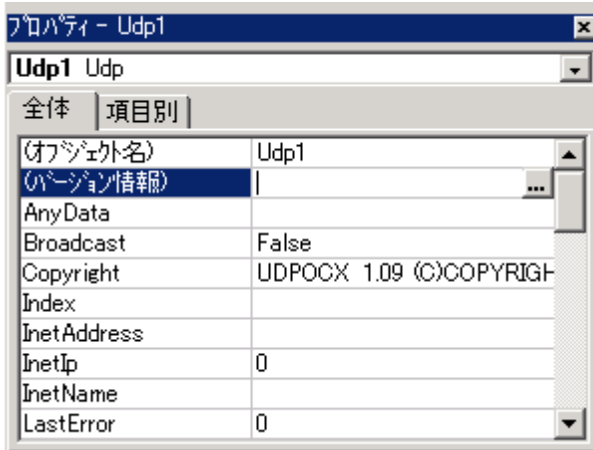 ﾌﾟﾛﾊﾟﾃｨ - Udp1
Udp1 Udp
全体 項目別
(ｵﾌﾞｼﾞｪｸﾄ名) Udp1
(ﾊﾞｰｼﾞｮﾝ情報) ...
AnyData
Broadcast False
Copyright UDPOCX 1.09 (C)COPYRIGH
Index
InetAddress
InetIp 0
InetName
LastError 0